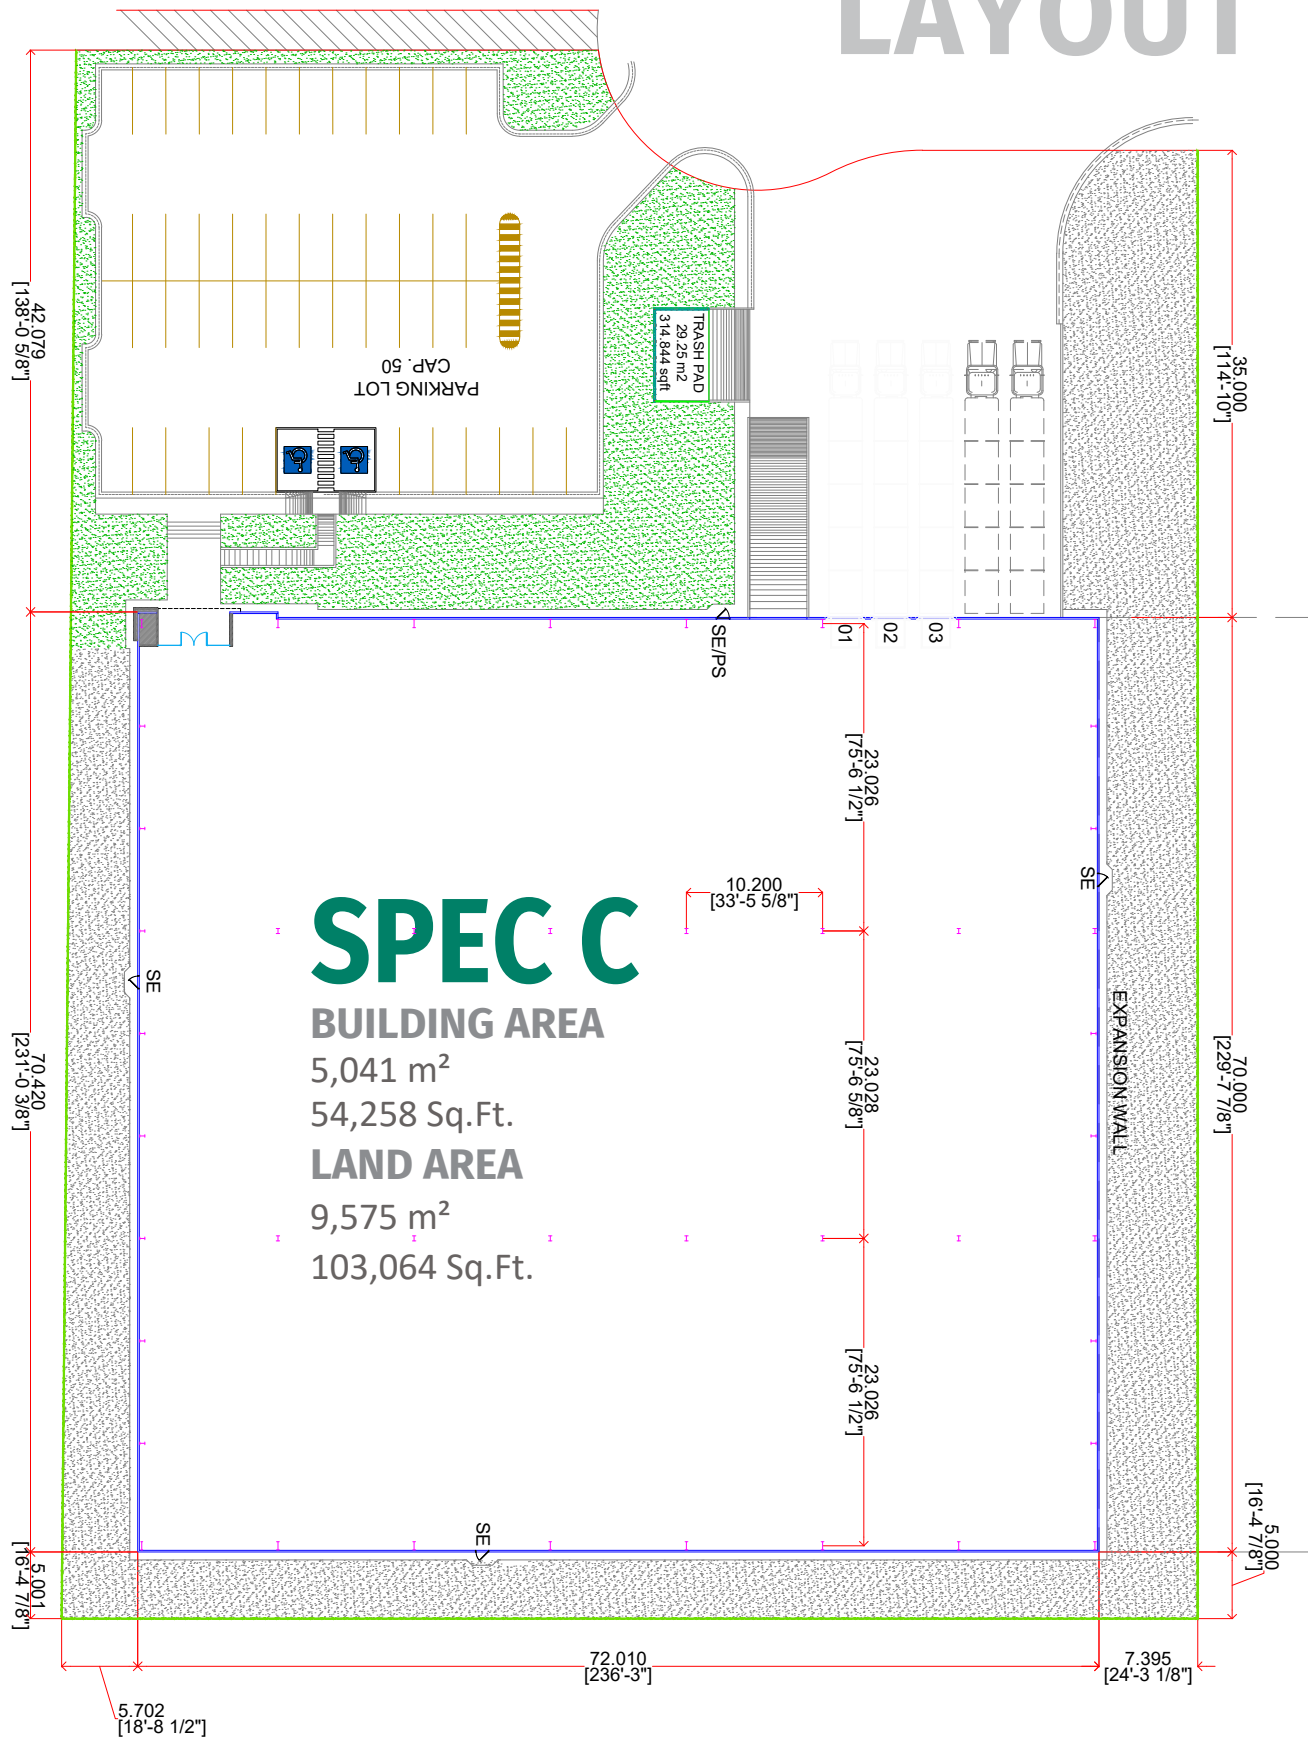 LAYOUT
42.079
[138'-0 5/8"]
PARKING LOT
CAP. 50
TRASH PAD
29.25 m2
314.844 sqft
35.000
[114'-10"]
SE/PS
01
02
03
23.026
[75'-6 1/2"]
10.200
[33'-5 5/8"]
SE
SE
SPEC C
BUILDING AREA
5,041 m²
54,258 Sq.Ft.
LAND AREA
9,575 m²
103,064 Sq.Ft.
23.028
[75'-6 5/8"]
EXPANSION WALL
70.000
[229'-7 7/8"]
70.420
[231'-0 3/8"]
23.026
[75'-6 1/2"]
SE
5.000
[16'-4 7/8"]
5.001
[16'-4 7/8"]
72.010
[236'-3"]
7.395
[24'-3 1/8"]
5.702
[18'-8 1/2"]